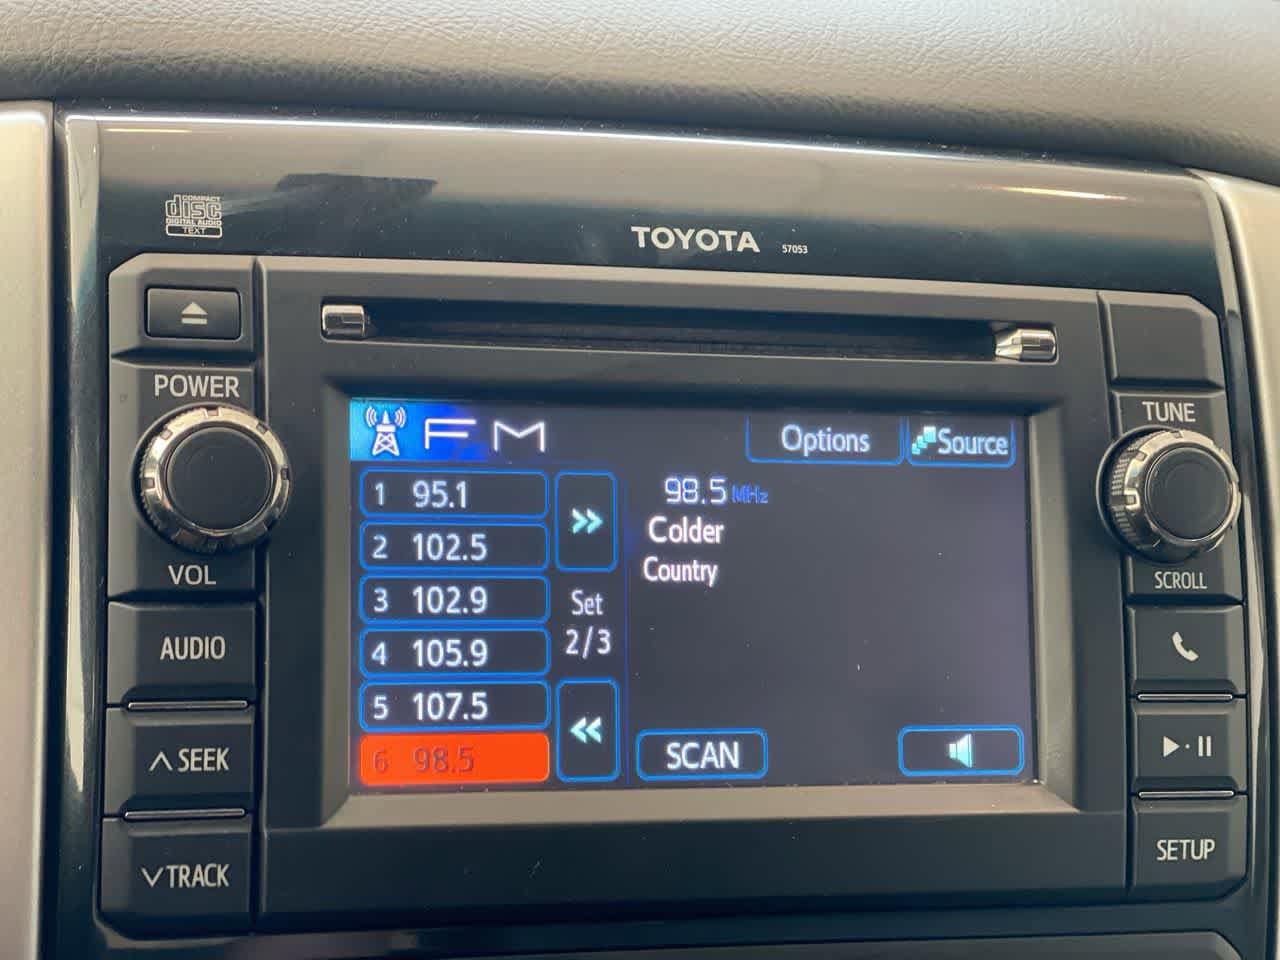 COMPACT
disc
DIGITAL AUDIO
TEXT
TOYOTA 57053
POWER
VOL
AUDIO
∧ SEEK
∨ TRACK
FM
Options
Source
1 95.1
2 102.5
3 102.9
4 105.9
5 107.5
6 98.5
Set
2/3
98.5 MHz
Colder
Country
SCAN
TUNE
SCROLL
SETUP